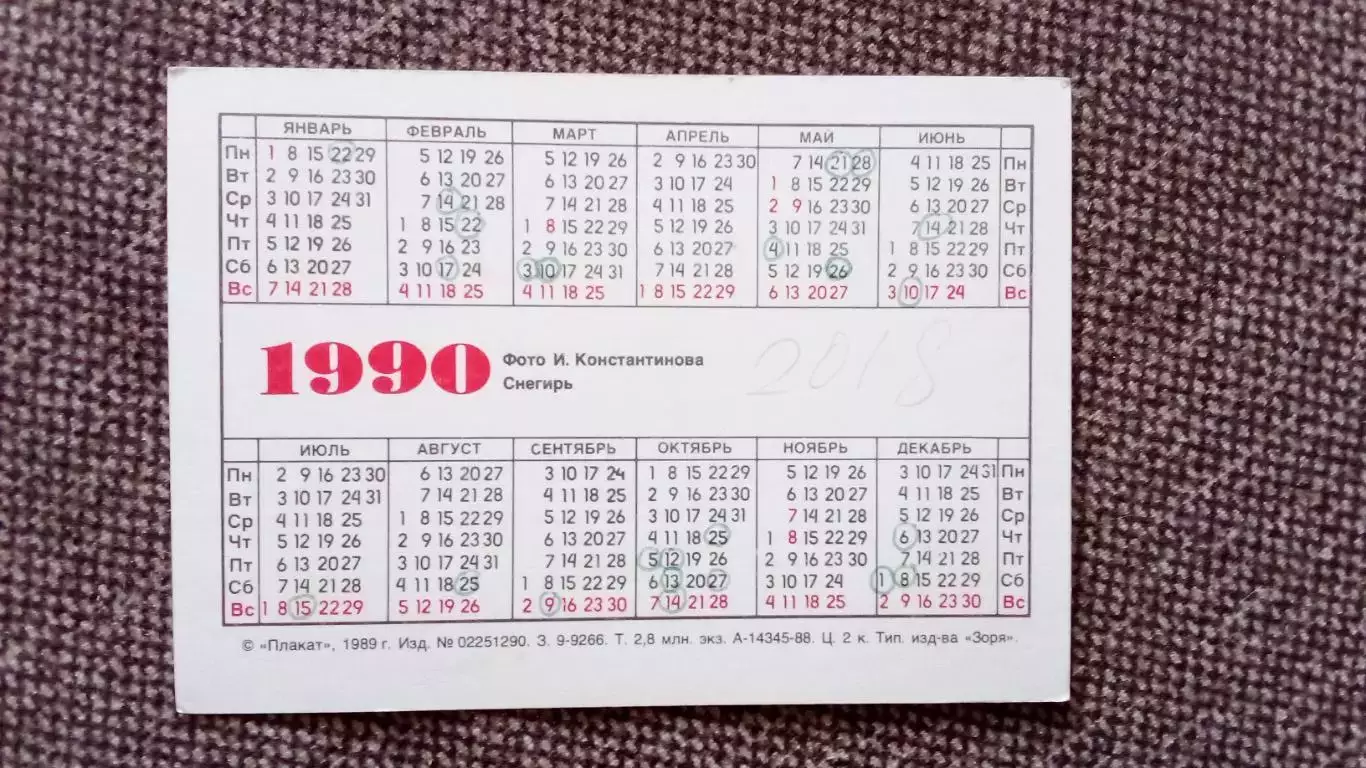 ЯНВАРЬ ФЕВРАЛЬ МАРТ АПРЕЛЬ МАЙ ИЮНЬ
Пн 1 8 15 22 29 5 12 19 26 5 12 19 26 2 9 16 23 30 7 14 21 28 4 11 18 25 Пн
Вт 2 9 16 23 30 6 13 20 27 6 13 20 27 3 10 17 24 1 8 15 22 29 5 12 19 26 Вт
Ср 3 10 17 24 31 7 14 21 28 7 14 21 28 4 11 18 25 2 9 16 23 30 6 13 20 27 Ср
Чт 4 11 18 25 1 8 15 22 1 8 15 22 29 5 12 19 26 3 10 17 24 31 7 14 21 28 Чт
Пт 5 12 19 26 2 9 16 23 2 9 16 23 30 6 13 20 27 4 11 18 25 1 8 15 22 29 Пт
Сб 6 13 20 27 3 10 17 24 3 10 17 24 31 7 14 21 28 5 12 19 26 2 9 16 23 30 Сб
Вс 7 14 21 28 4 11 18 25 4 11 18 25 1 8 15 22 29 6 13 20 27 3 10 17 24 Вс
1990 Фото И. Константинова 2018
Снегирь
ИЮЛЬ АВГУСТ СЕНТЯБРЬ ОКТЯБРЬ НОЯБРЬ ДЕКАБРЬ
Пн 2 9 16 23 30 6 13 20 27 3 10 17 24 1 8 15 22 29 5 12 19 26 3 10 17 24 31 Пн
Вт 3 10 17 24 31 7 14 21 28 4 11 18 25 2 9 16 23 30 6 13 20 27 4 11 18 25 Вт
Ср 4 11 18 25 1 8 15 22 29 5 12 19 26 3 10 17 24 31 7 14 21 28 5 12 19 26 Ср
Чт 5 12 19 26 2 9 16 23 30 6 13 20 27 4 11 18 25 1 8 15 22 29 6 13 20 27 Чт
Пт 6 13 20 27 3 10 17 24 31 7 14 21 28 5 12 19 26 2 9 16 23 30 7 14 21 28 Пт
Сб 7 14 21 28 4 11 18 25 1 8 15 22 29 6 13 20 27 3 10 17 24 1 8 15 22 29 Сб
Вс 1 8 15 22 29 5 12 19 26 2 9 16 23 30 7 14 21 28 4 11 18 25 2 9 16 23 30 Вс
© «Плакат», 1989 г. Изд. № 02251290. З. 9-9266. Т. 2,8 млн. экз. А-14345-88. Ц. 2 к. Тип. изд-ва «Зоря».